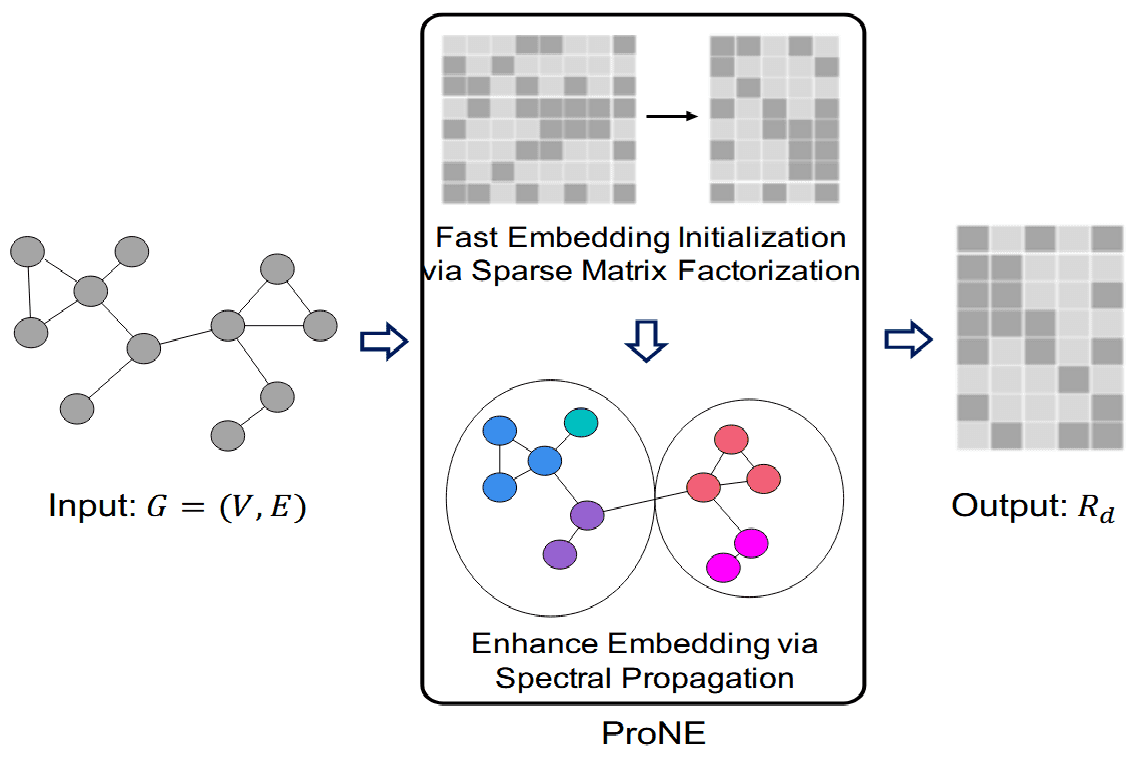 Fast Embedding Initialization
via Sparse Matrix Factorization
Input: G = (V, E)
Output: R_d
Enhance Embedding via
Spectral Propagation
ProNE